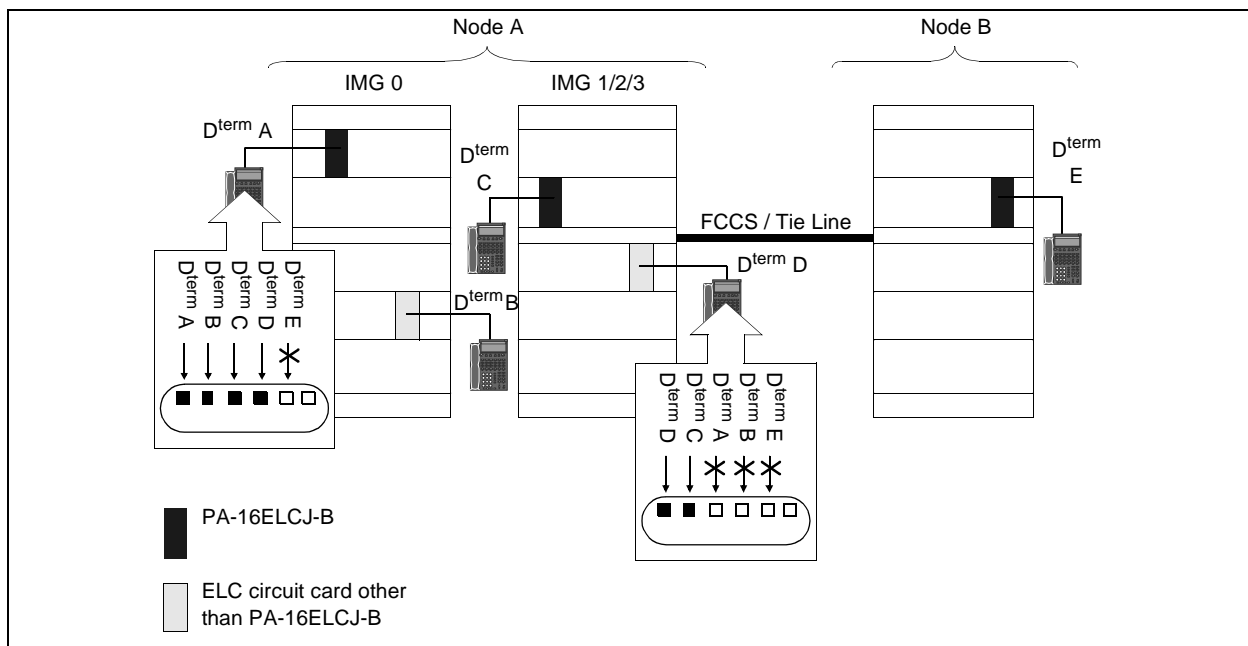 Node A
Node B
IMG 0
IMG 1/2/3
Dterm A
Dterm
C
Dterm
E
FCCS / Tie Line
Dterm D
DtermB
Dterm A
Dterm B
Dterm C
Dterm D
Dterm E
Dterm D
Dterm C
Dterm A
Dterm B
Dterm E
PA-16ELCJ-B
ELC circuit card other
than PA-16ELCJ-B